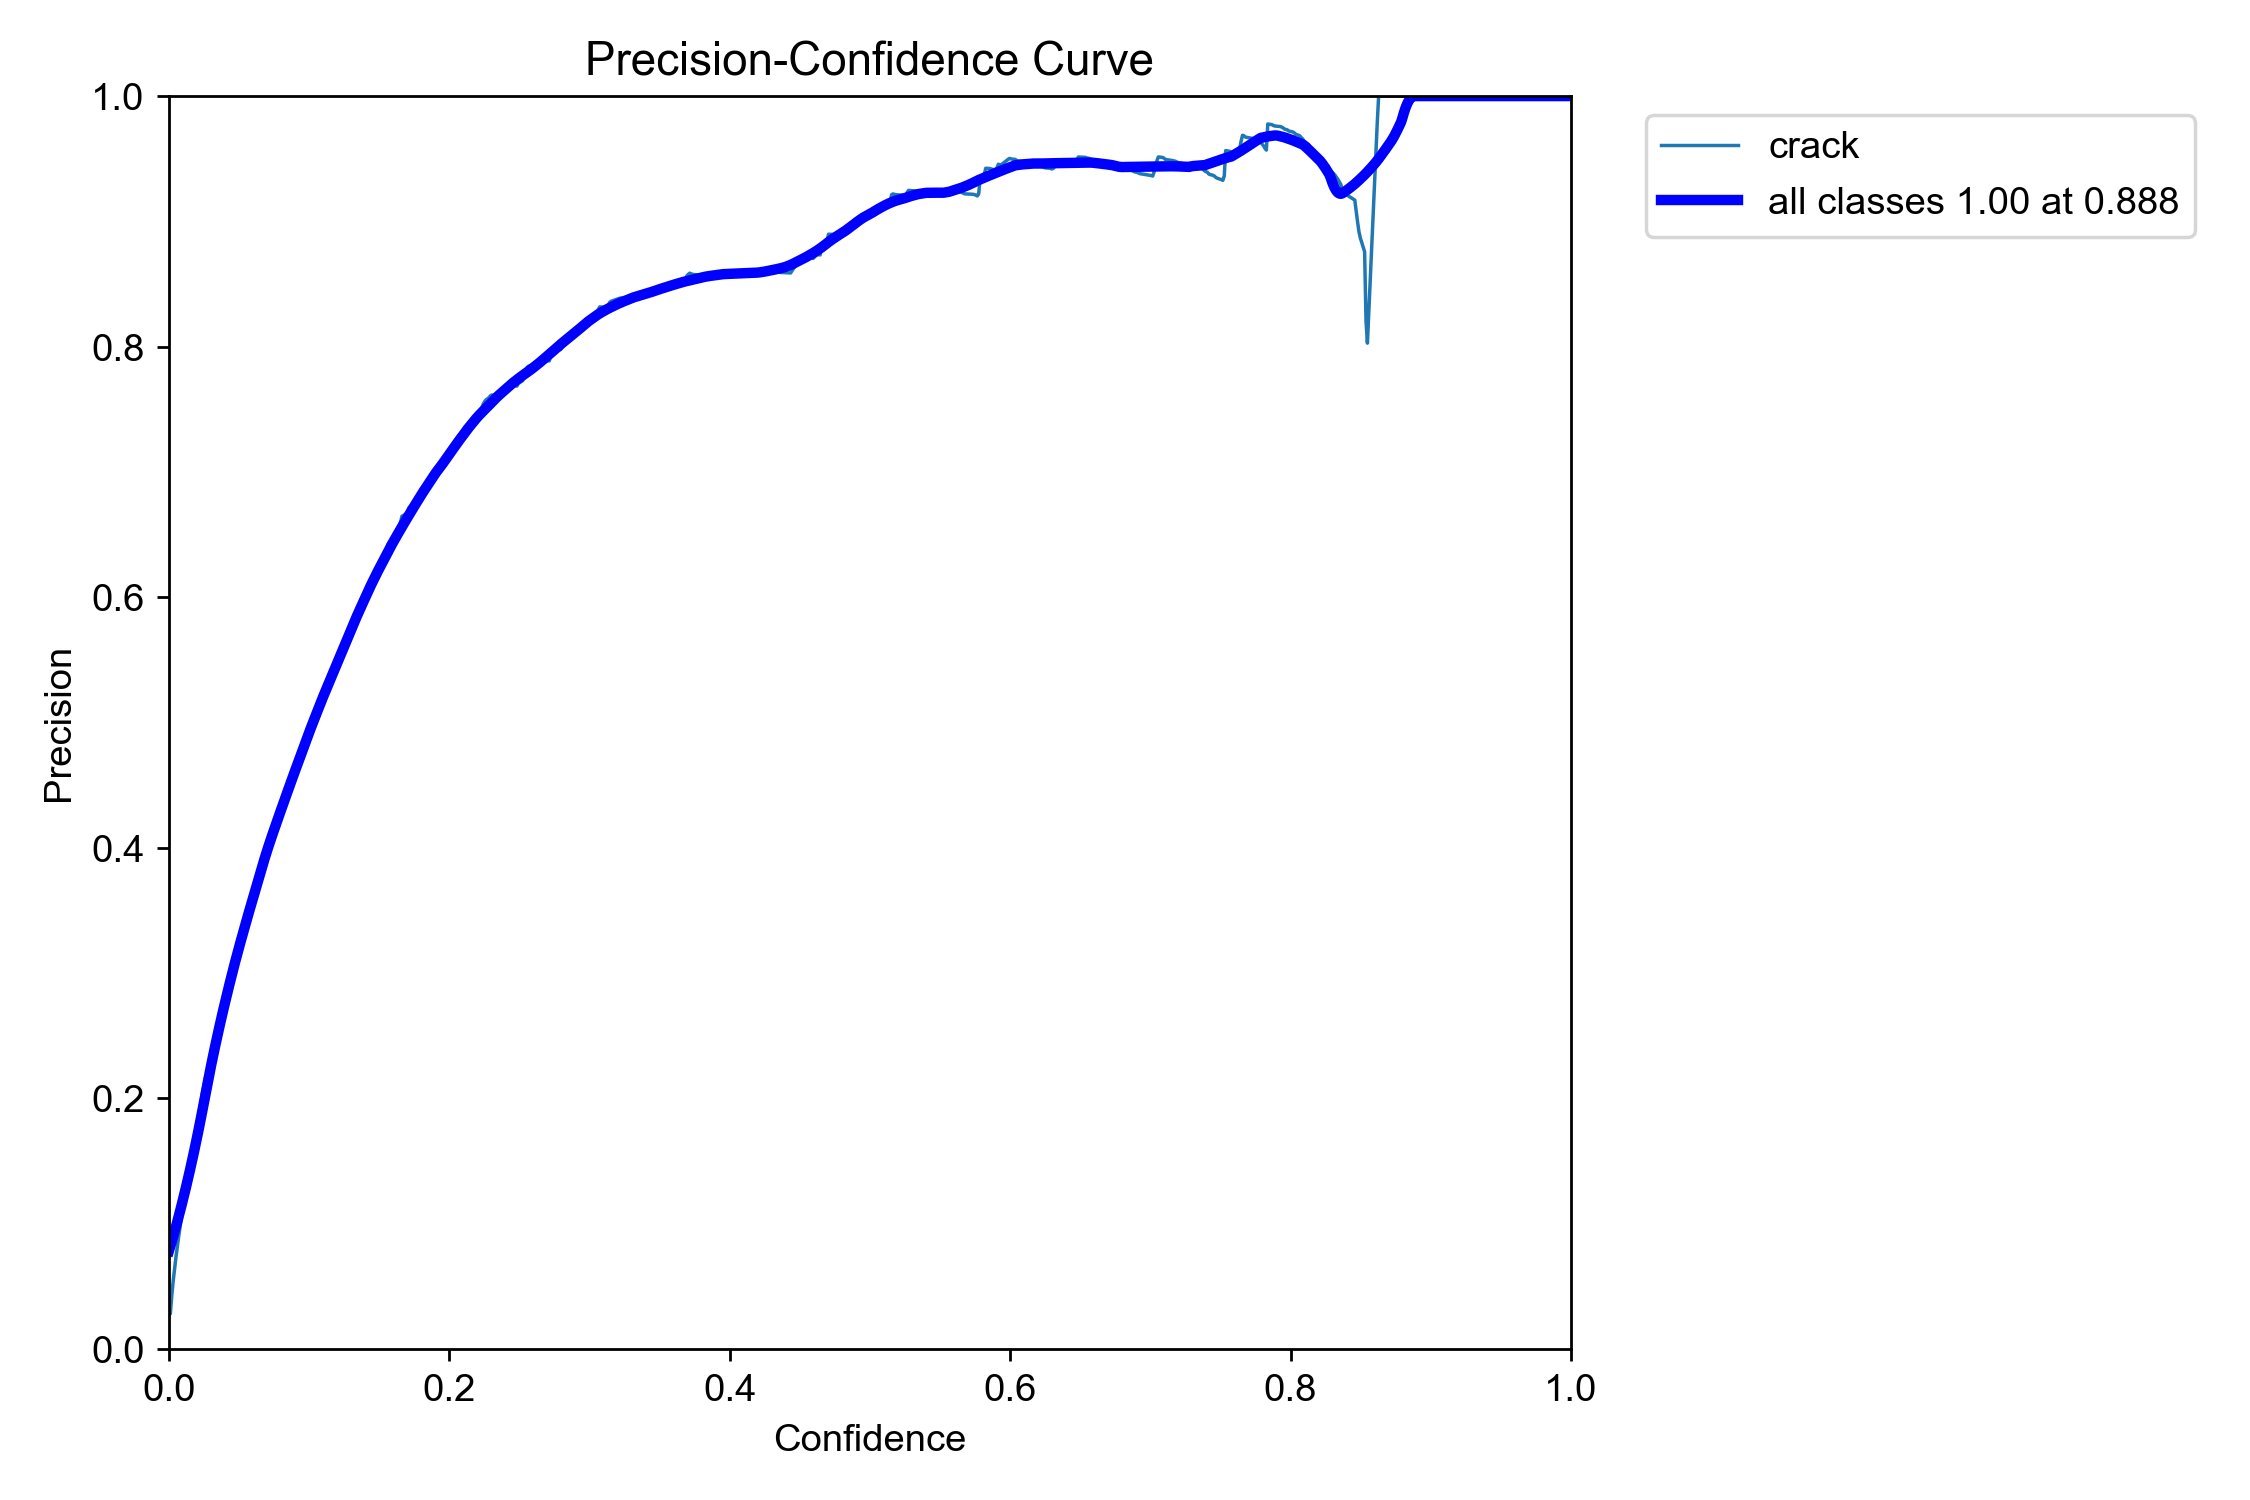 Precision-Confidence Curve
crack
all classes 1.00 at 0.888
Precision
1.0
0.8
0.6
0.4
0.2
0.0
0.0 0.2 0.4 0.6 0.8 1.0
Confidence